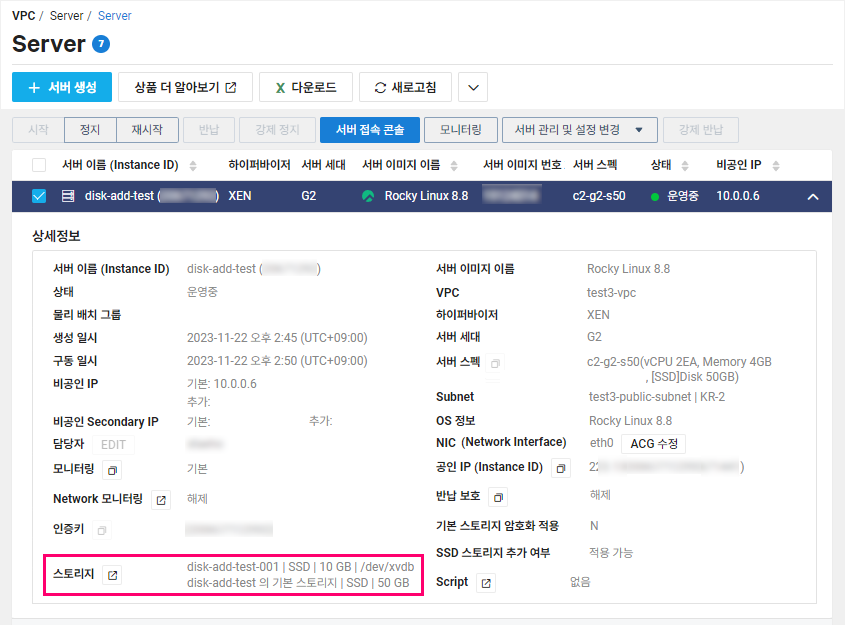 VPC / Server / Server
Server 7
+ 서버 생성 상품 더 알아보기 X 다운로드 새로고침
시작 정지 재시작 반납 강제 정지 서버 접속 콘솔 모니터링 서버 관리 및 설정 변경 강제 반납
서버 이름 (Instance ID) 하이퍼바이저 서버 세대 서버 이미지 이름 서버 이미지 번호 서버 스펙 상태 비공인 IP
disk-add-test ( ) XEN G2 Rocky Linux 8.8 c2-g2-s50 운영중 10.0.0.6
상세정보
서버 이름 (Instance ID) disk-add-test ( )
상태 운영중
물리 배치 그룹
생성 일시 2023-11-22 오후 2:45 (UTC+09:00)
구동 일시 2023-11-22 오후 2:50 (UTC+09:00)
비공인 IP 기본: 10.0.0.6
추가:
비공인 Secondary IP 기본: 추가:
담당자 EDIT
모니터링 기본
Network 모니터링 해제
인증키
스토리지 disk-add-test-001 | SSD | 10 GB | /dev/xvdb
disk-add-test 의 기본 스토리지 | SSD | 50 GB
서버 이미지 이름 Rocky Linux 8.8
VPC test3-vpc
하이퍼바이저 XEN
서버 세대 G2
서버 스펙 c2-g2-s50(vCPU 2EA, Memory 4GB
, [SSD]Disk 50GB)
Subnet test3-public-subnet | KR-2
OS 정보 Rocky Linux 8.8
NIC (Network Interface) eth0 ACG 수정
공인 IP (Instance ID) 22 )
반납 보호 해제
기본 스토리지 암호화 적용 N
SSD 스토리지 추가 여부 적용 가능
Script 없음